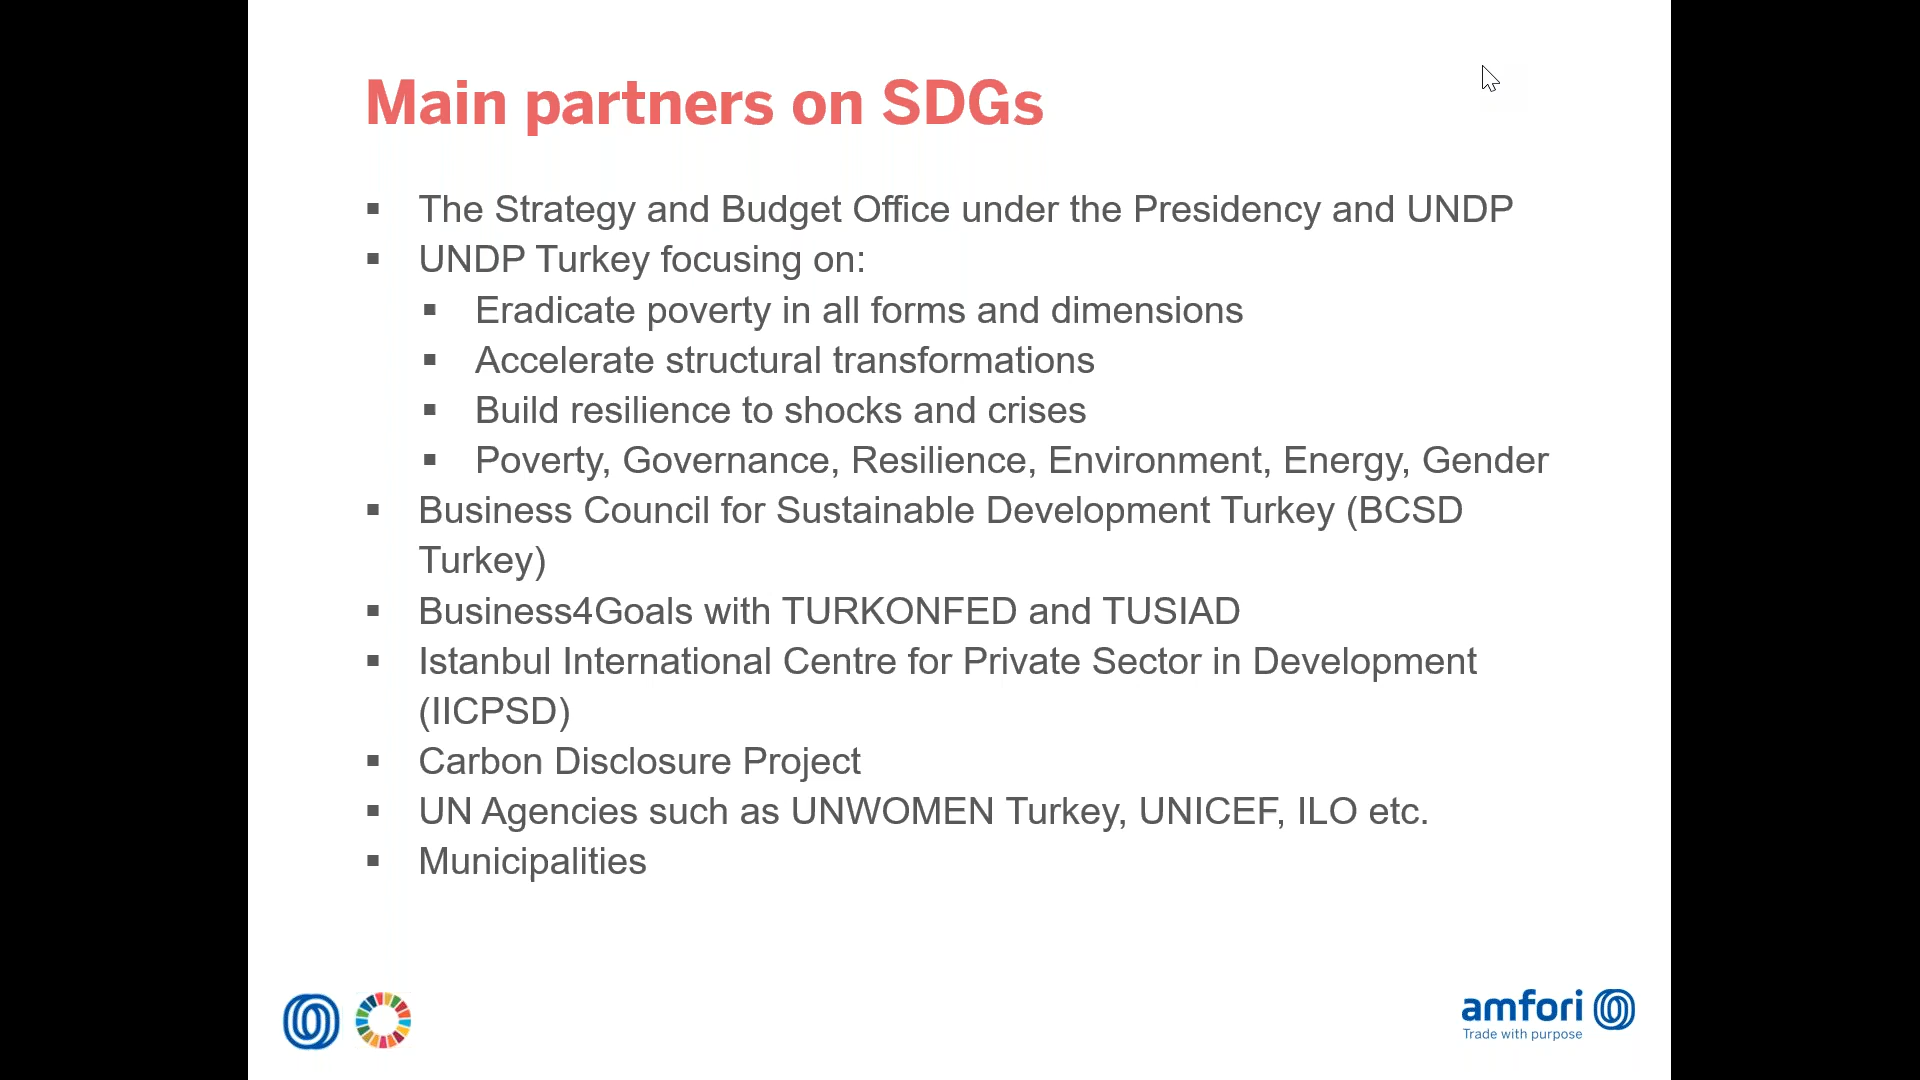 Main partners on SDGs
▪ The Strategy and Budget Office under the Presidency and UNDP
▪ UNDP Turkey focusing on:
▪ Eradicate poverty in all forms and dimensions
▪ Accelerate structural transformations
▪ Build resilience to shocks and crises
▪ Poverty, Governance, Resilience, Environment, Energy, Gender
▪ Business Council for Sustainable Development Turkey (BCSD
Turkey)
▪ Business4Goals with TURKONFED and TUSIAD
▪ Istanbul International Centre for Private Sector in Development
(IICPSD)
▪ Carbon Disclosure Project
▪ UN Agencies such as UNWOMEN Turkey, UNICEF, ILO etc.
▪ Municipalities
amfori
Trade with purpose